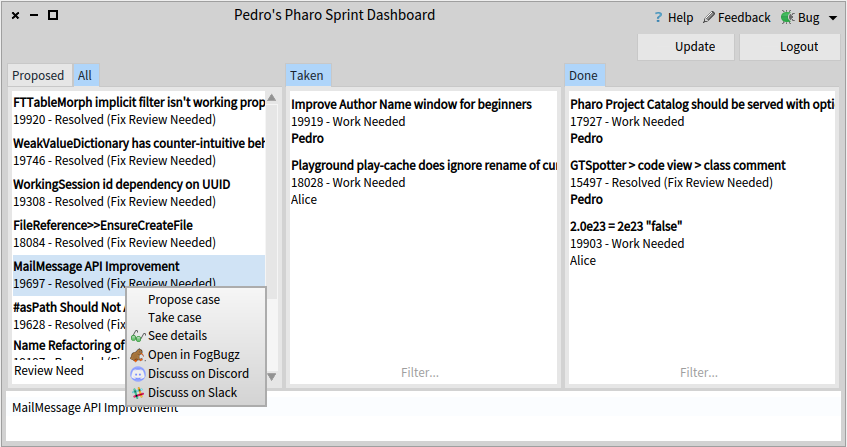 Pedro's Pharo Sprint Dashboard
? Help Feedback Bug
Update Logout
Proposed All
FTTableMorph implicit filter isn't working prop
19920 - Resolved (Fix Review Needed)
WeakValueDictionary has counter-intuitive beh
19746 - Resolved (Fix Review Needed)
WorkingSession id dependency on UUID
19308 - Resolved (Fix Review Needed)
FileReference>>EnsureCreateFile
18084 - Resolved (Fix Review Needed)
MailMessage API Improvement
19697 - Resolved (Fix Review Needed)
#asPath Should Not
19628 - Resolved (Fix
Name Refactoring of
Review Need
Propose case
Take case
See details
Open in FogBugz
Discuss on Discord
Discuss on Slack
Taken
Improve Author Name window for beginners
19919 - Work Needed
Pedro
Playground play-cache does ignore rename of cur
18028 - Work Needed
Alice
Filter...
Done
Pharo Project Catalog should be served with opti
17927 - Work Needed
Pedro
GTSpotter > code view > class comment
15497 - Resolved (Fix Review Needed)
Pedro
2.0e23 = 2e23 "false"
19903 - Work Needed
Alice
Filter...
MailMessage API Improvement